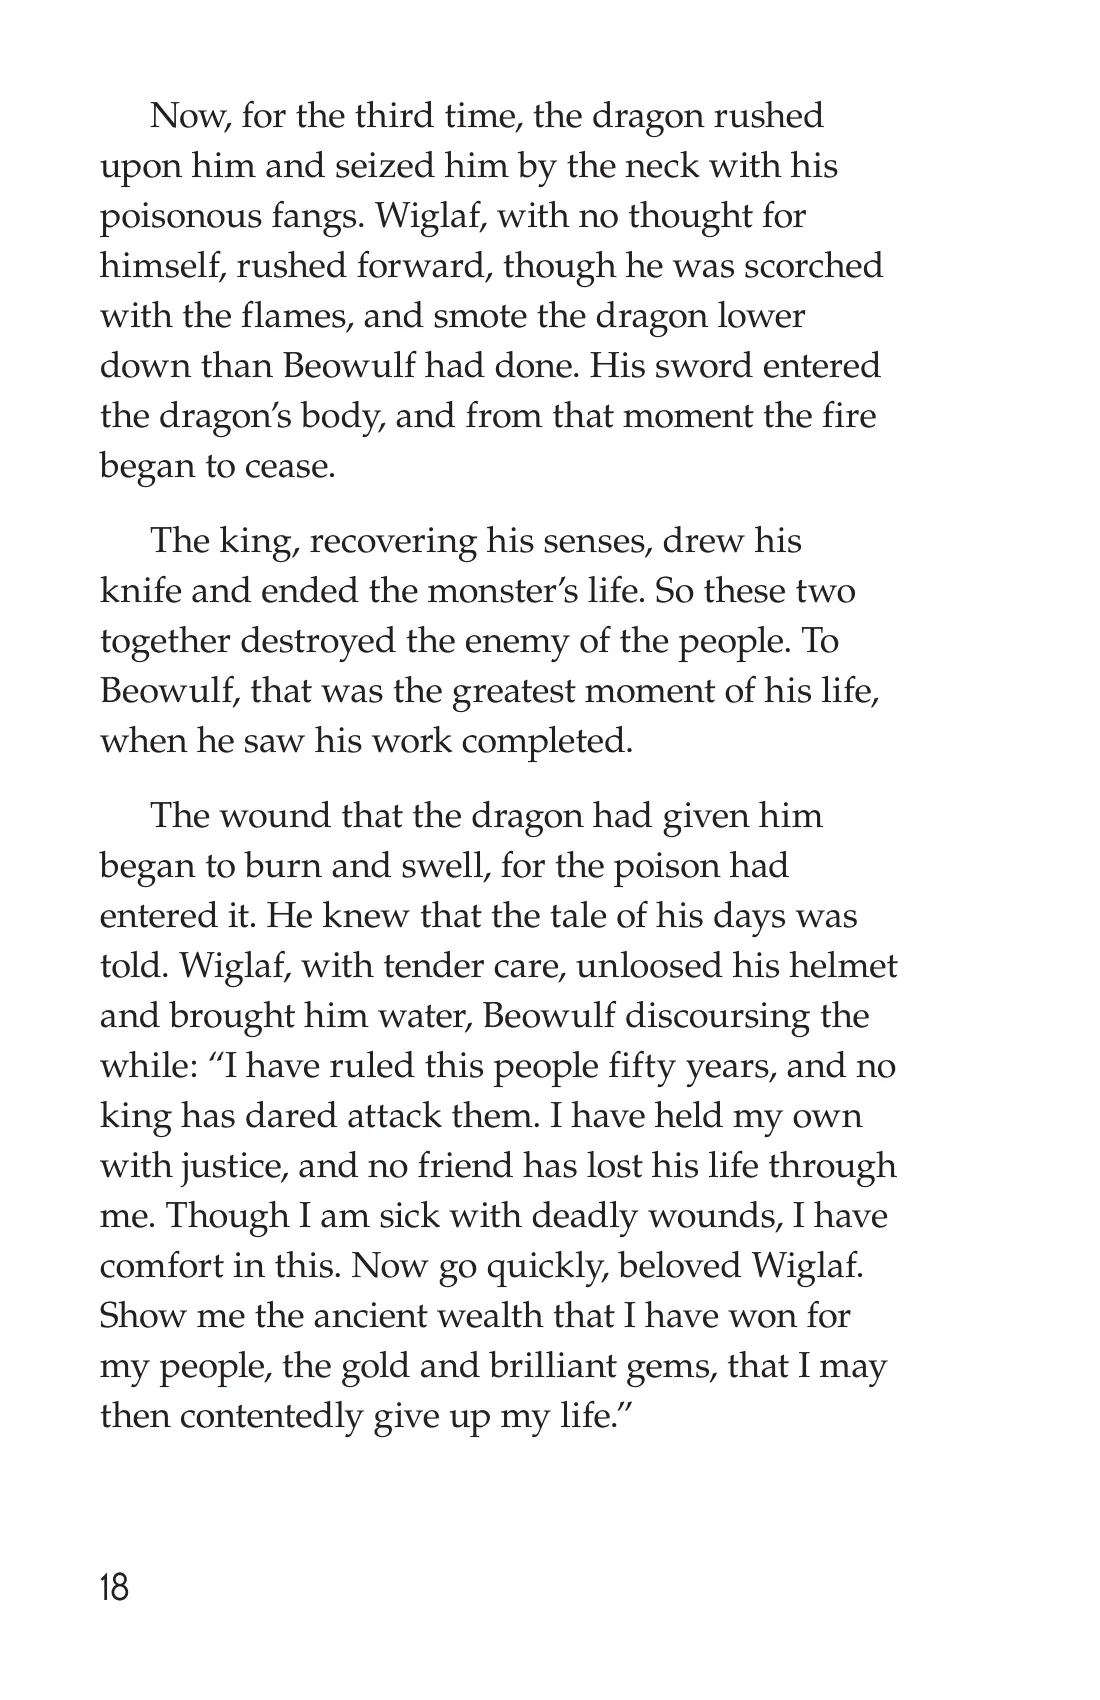 Now, for the third time, the dragon rushed
upon him and seized him by the neck with his
poisonous fangs. Wiglaf, with no thought for
himself, rushed forward, though he was scorched
with the flames, and smote the dragon lower
down than Beowulf had done. His sword entered
the dragon’s body, and from that moment the fire
began to cease.
The king, recovering his senses, drew his
knife and ended the monster’s life. So these two
together destroyed the enemy of the people. To
Beowulf, that was the greatest moment of his life,
when he saw his work completed.
The wound that the dragon had given him
began to burn and swell, for the poison had
entered it. He knew that the tale of his days was
told. Wiglaf, with tender care, unloosed his helmet
and brought him water, Beowulf discoursing the
while: “I have ruled this people fifty years, and no
king has dared attack them. I have held my own
with justice, and no friend has lost his life through
me. Though I am sick with deadly wounds, I have
comfort in this. Now go quickly, beloved Wiglaf.
Show me the ancient wealth that I have won for
my people, the gold and brilliant gems, that I may
then contentedly give up my life.”
18